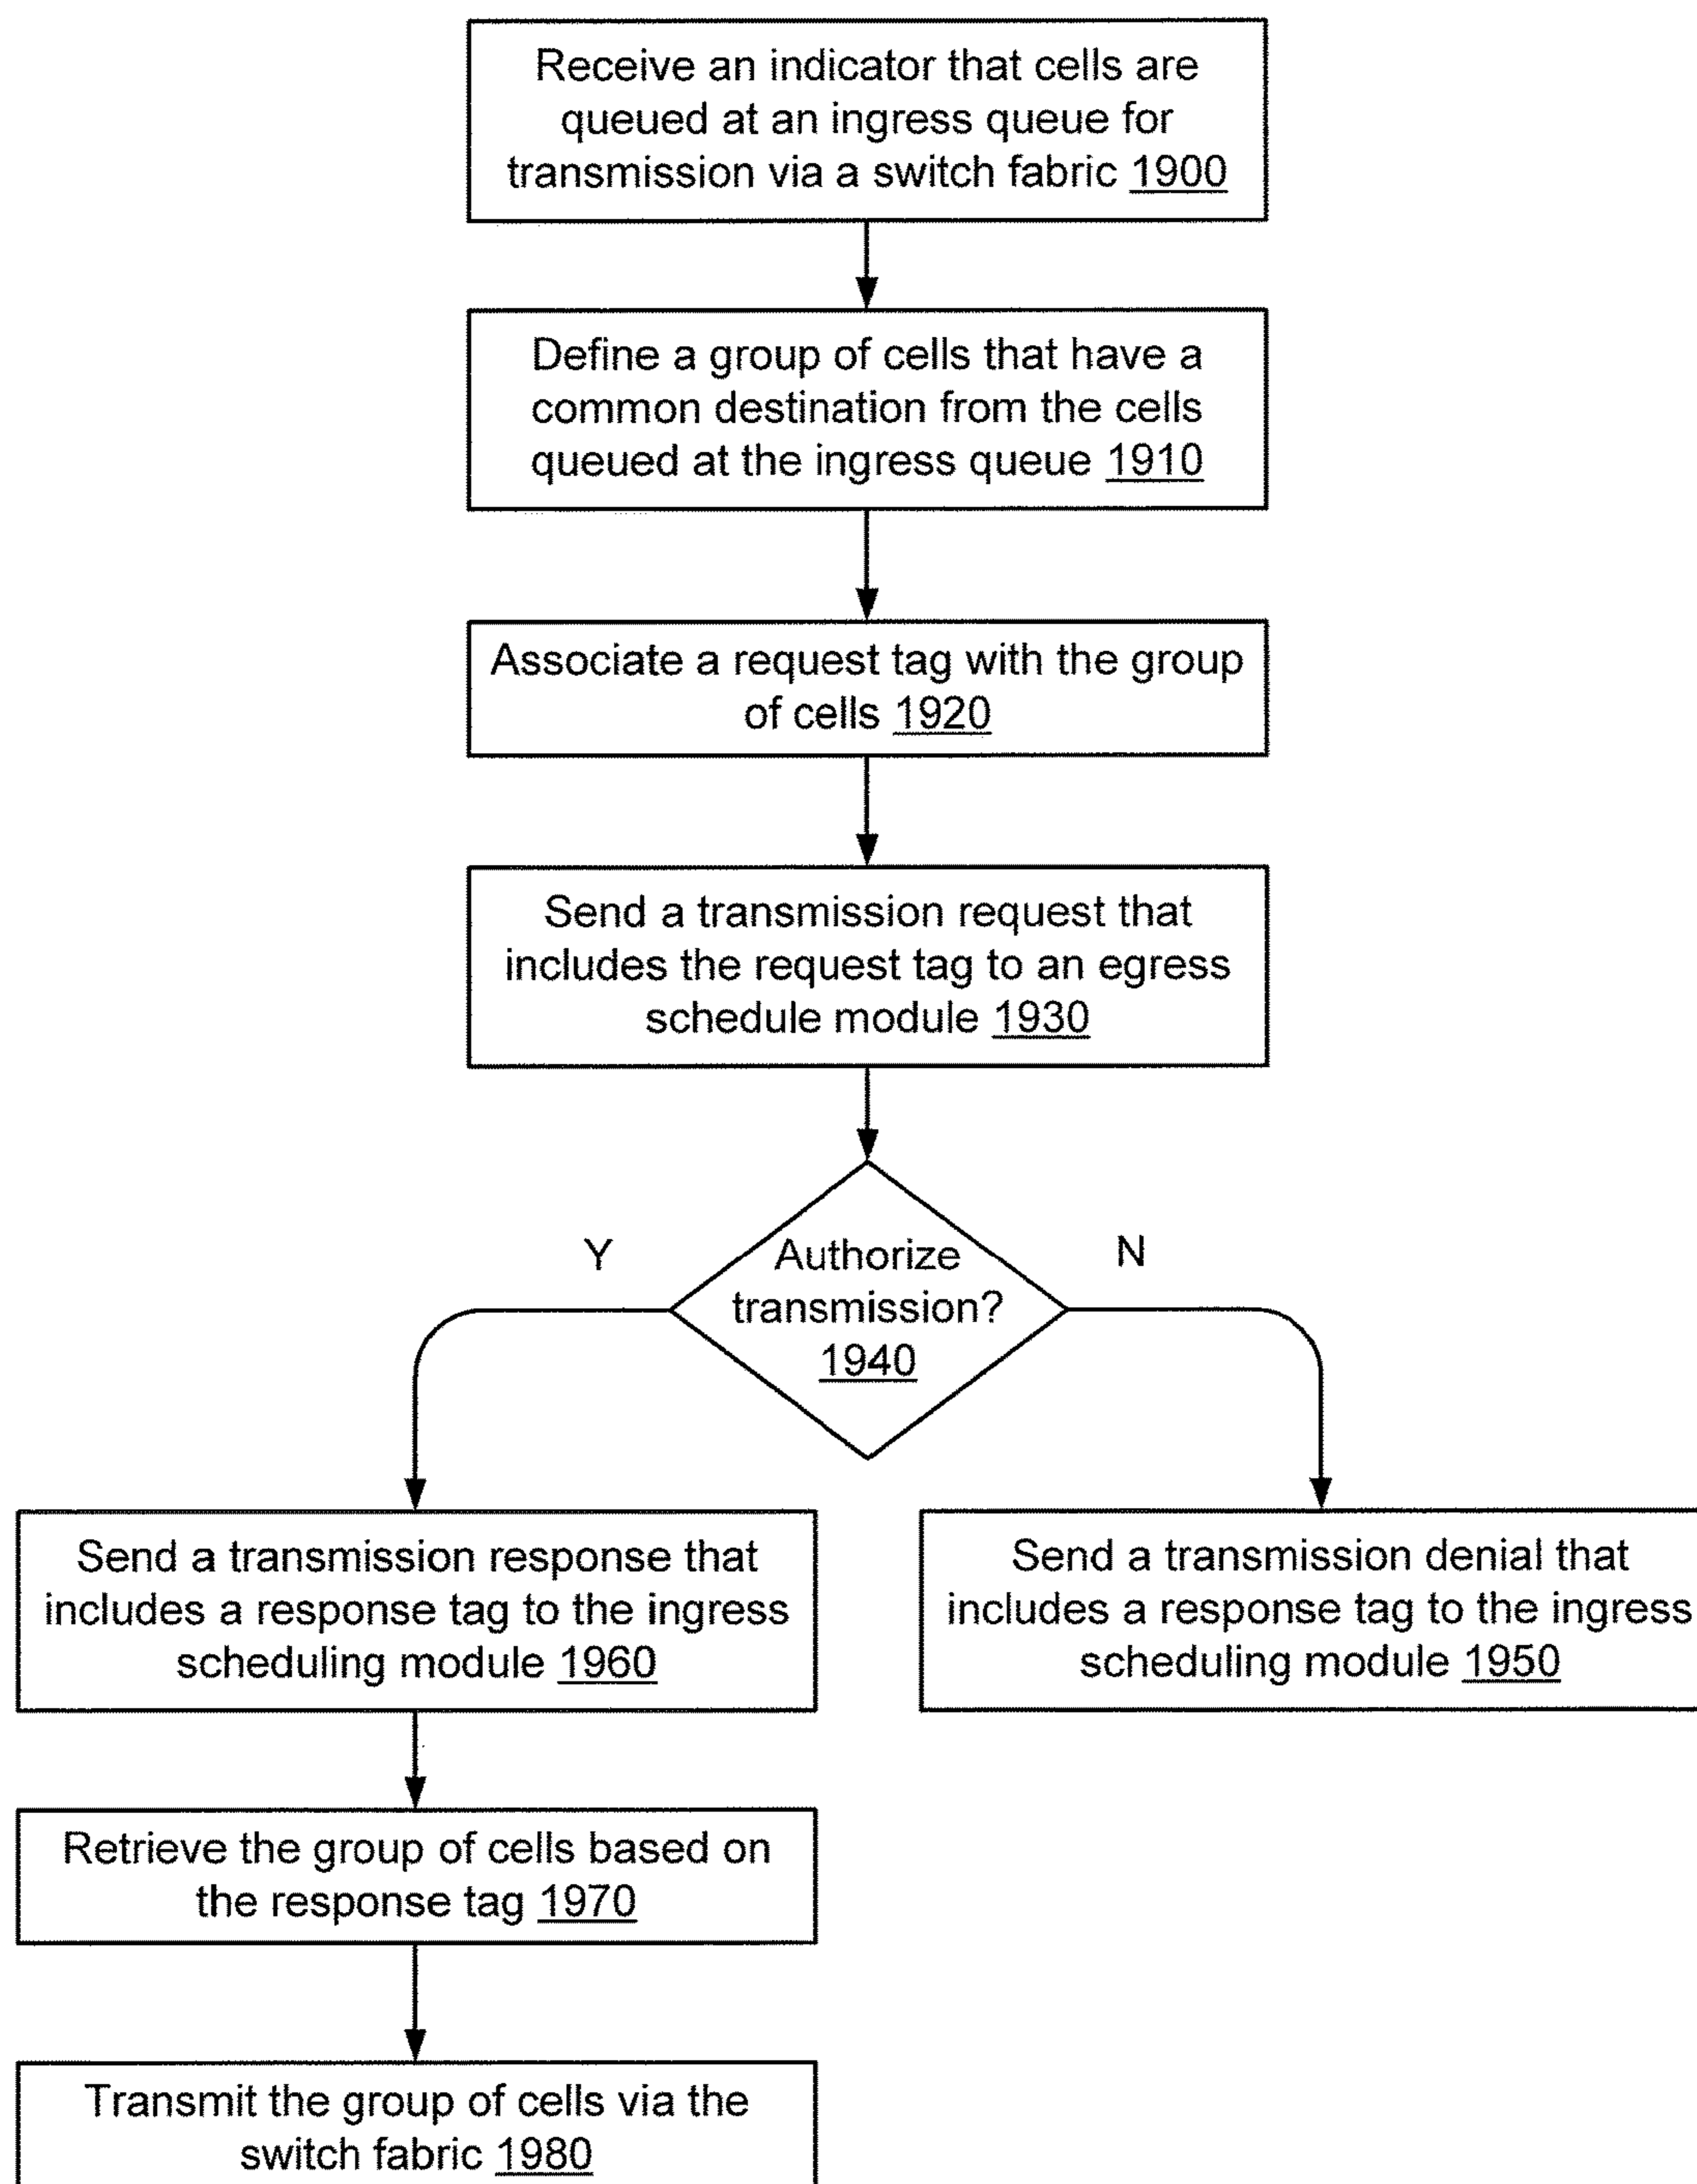 Receive an indicator that cells are
queued at an ingress queue for
transmission via a switch fabric 1900
Define a group of cells that have a
common destination from the cells
queued at the ingress queue 1910
Associate a request tag with the group
of cells 1920
Send a transmission request that
includes the request tag to an egress
schedule module 1930
Authorize
transmission?
1940
Y
N
Send a transmission response that
includes a response tag to the ingress
scheduling module 1960
Send a transmission denial that
includes a response tag to the ingress
scheduling module 1950
Retrieve the group of cells based on
the response tag 1970
Transmit the group of cells via the
switch fabric 1980